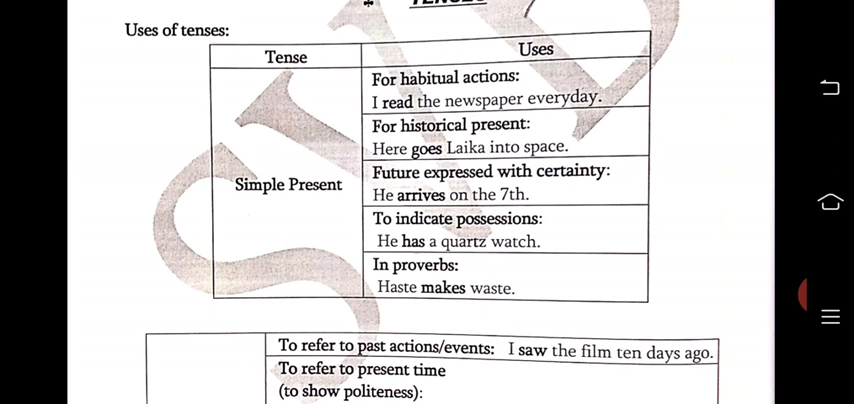 TENSES
Uses of tenses:
Tense
Uses
Simple Present
For habitual actions:
I read the newspaper everyday.
For historical present:
Here goes Laika into space.
Future expressed with certainty:
He arrives on the 7th.
To indicate possessions:
He has a quartz watch.
In proverbs:
Haste makes waste.
To refer to past actions/events: I saw the film ten days ago.
To refer to present time
(to show politeness):